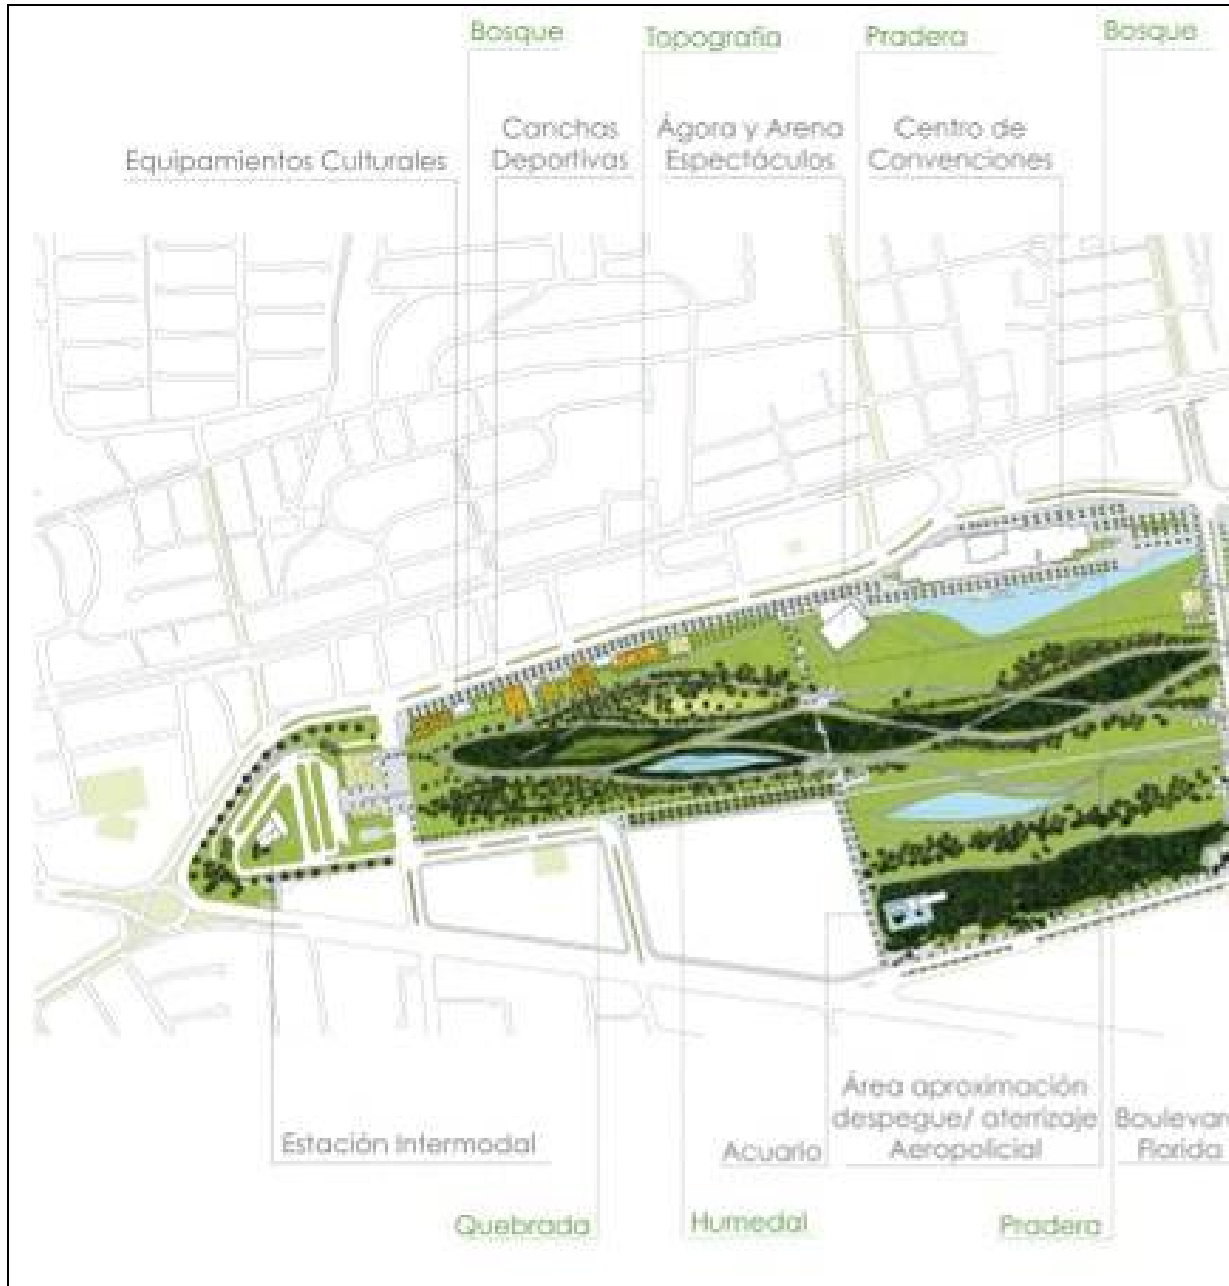 Bosque
Topografía
Pradera
Bosque
Equipamientos Culturales
Canchas
Deportivas
Ágora y Arena
Espectáculos
Centro de
Convenciones
Estación Intermodal
Acuario
Área aproximación
despegue/ aterrizaje
Aeropolicial
Boulevar
Florida
Quebrada
Humedal
Pradera